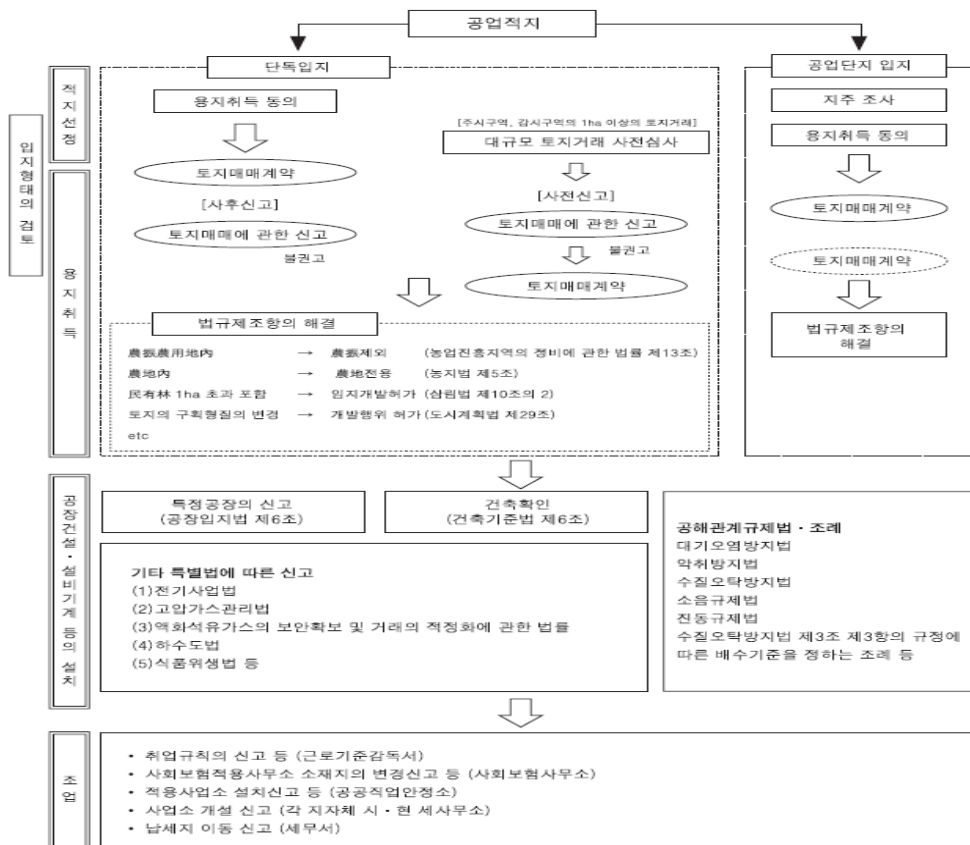 공업적지
입지형태의 검토
적지선정
단독입지
용지취득 동의
토지매매계약
[사후신고]
토지매매에 관한 신고
불권고
[주시구역, 감시구역의 1ha 이상의 토지거래]
대규모 토지거래 사전심사
[사전신고]
토지매매에 관한 신고
불권고
토지매매계약
공업단지 입지
지주 조사
용지취득 동의
토지매매계약
토지매매계약
법규제조항의
해결
용지취득
법규제조항의 해결
農振農用地內 → 農振제외 (농업진흥지역의 정비에 관한 법률 제13조)
農地內 → 農地전용 (농지법 제5조)
民有林 1ha 초과 포함 → 임지개발허가 (삼림법 제10조의 2)
토지의 구획형질의 변경 → 개발행위 허가 (도시계획법 제29조)
etc
공장건설·설비기계 등의 설치
특정공장의 신고
(공장입지법 제6조)
건축확인
(건축기준법 제6조)
기타 특별법에 따른 신고
(1)전기사업법
(2)고압가스관리법
(3)액화석유가스의 보안확보 및 거래의 적정화에 관한 법률
(4)하수도법
(5)식품위생법 등
공해관계규제법·조례
대기오염방지법
악취방지법
수질오탁방지법
소음규제법
진동규제법
수질오탁방지법 제3조 제3항의 규정에
따른 배수기준을 정하는 조례 등
조업
• 취업규칙의 신고 등 (근로기준감독서)
• 사회보험적용사무소 소재지의 변경신고 등 (사회보험사무소)
• 적용사업소 설치신고 등 (공공직업안정소)
• 사업소 개설 신고 (각 지자체 시·현 세사무소)
• 납세지 이동 신고 (세무서)